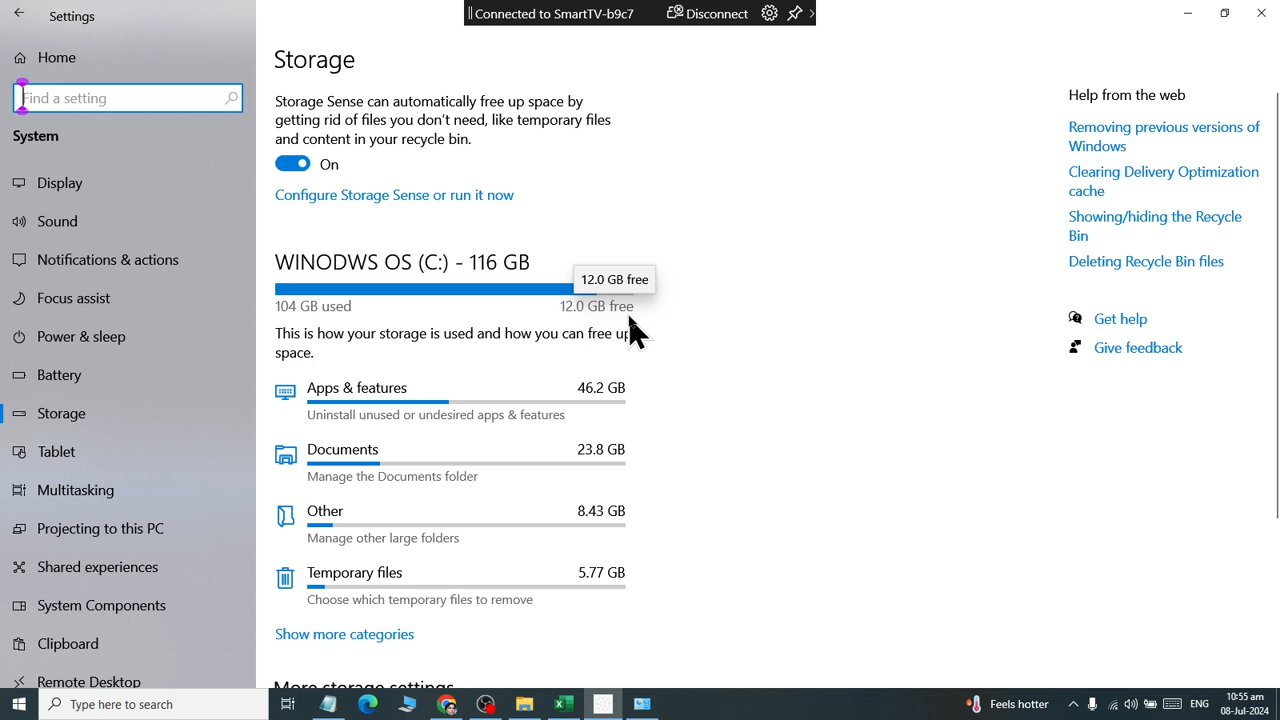 Settings
Connected to SmartTV-b9c7
Disconnect
Home
Find a setting
System
Display
Sound
Notifications & actions
Focus assist
Power & sleep
Battery
Storage
Tablet
Multitasking
Projecting to this PC
Shared experiences
System Components
Clipboard
Remote Desktop
Storage
Storage Sense can automatically free up space by
getting rid of files you don't need, like temporary files
and content in your recycle bin.
On
Configure Storage Sense or run it now
WINODWS OS (C:) - 116 GB
12.0 GB free
104 GB used
12.0 GB free
This is how your storage is used and how you can free up
space.
Apps & features 46.2 GB
Uninstall unused or undesired apps & features
Documents 23.8 GB
Manage the Documents folder
Other 8.43 GB
Manage other large folders
Temporary files 5.77 GB
Choose which temporary files to remove
Show more categories
More storage settings
Help from the web
Removing previous versions of
Windows
Clearing Delivery Optimization
cache
Showing/hiding the Recycle
Bin
Deleting Recycle Bin files
Get help
Give feedback
Type here to search
Feels hotter
ENG
10:55 am
08-Jul-2024